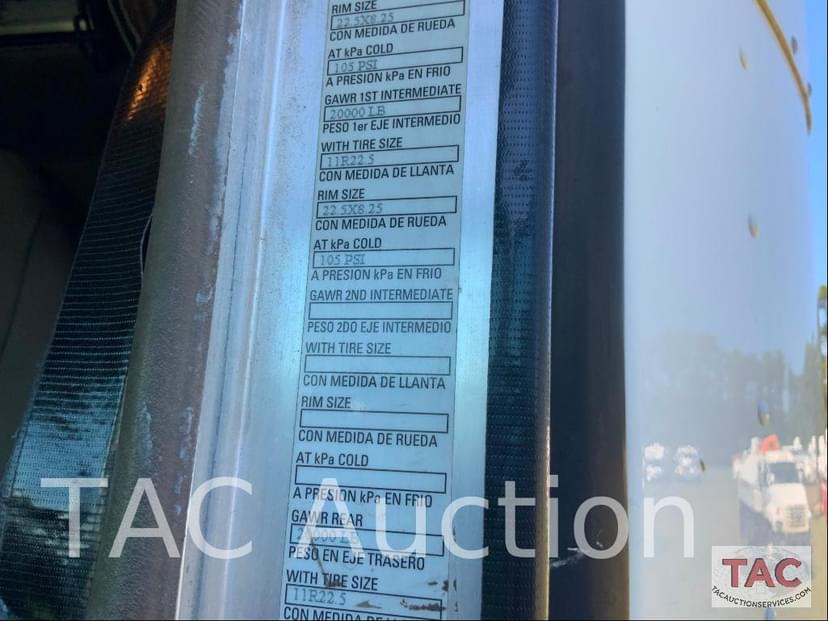 RIM SIZE
22.5X8.25
CON MEDIDA DE RUEDA
AT kPa COLD
105 PSI
A PRESION kPa EN FRIO
GAWR 1ST INTERMEDIATE
20000 LB
PESO 1er EJE INTERMEDIO
WITH TIRE SIZE
11R22.5
CON MEDIDA DE LLANTA
RIM SIZE
22.5X8.25
CON MEDIDA DE RUEDA
AT kPa COLD
105 PSI
A PRESION kPa EN FRIO
GAWR 2ND INTERMEDIATE
PESO 2DO EJE INTERMEDIO
WITH TIRE SIZE
CON MEDIDA DE LLANTA
RIM SIZE
CON MEDIDA DE RUEDA
AT kPa COLD
A PRESION kPa EN FRIO
GAWR REAR
PESO EN EJE TRASERO
WITH TIRE SIZE
11R22.5
CON MEDIDA DE
TAC Auction
TAC
TACAUCTIONSERVICES.COM